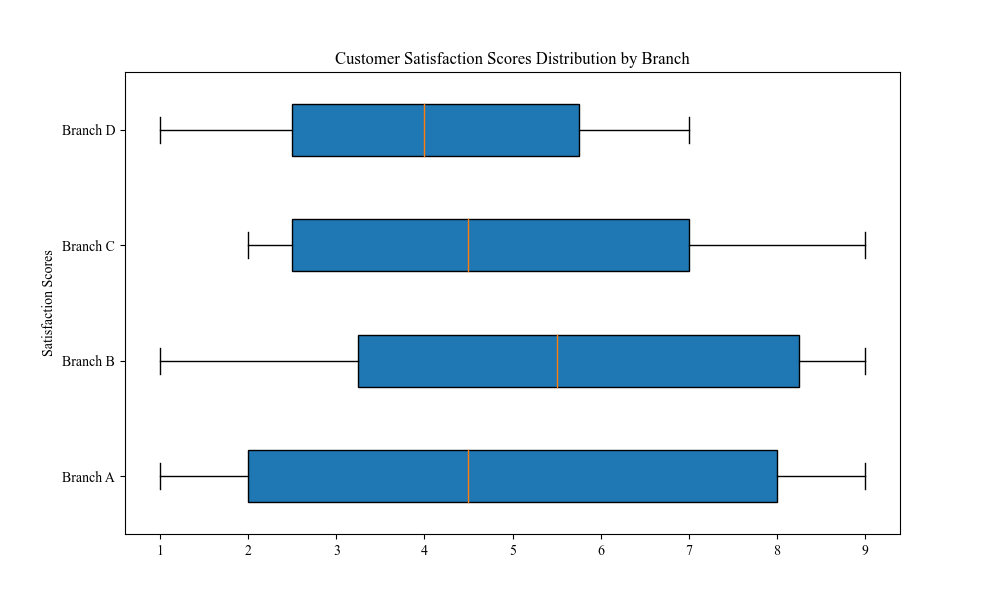 Customer Satisfaction Scores Distribution by Branch
Branch D
Branch C
Satisfaction Scores
Branch B
Branch A
1 2 3 4 5 6 7 8 9